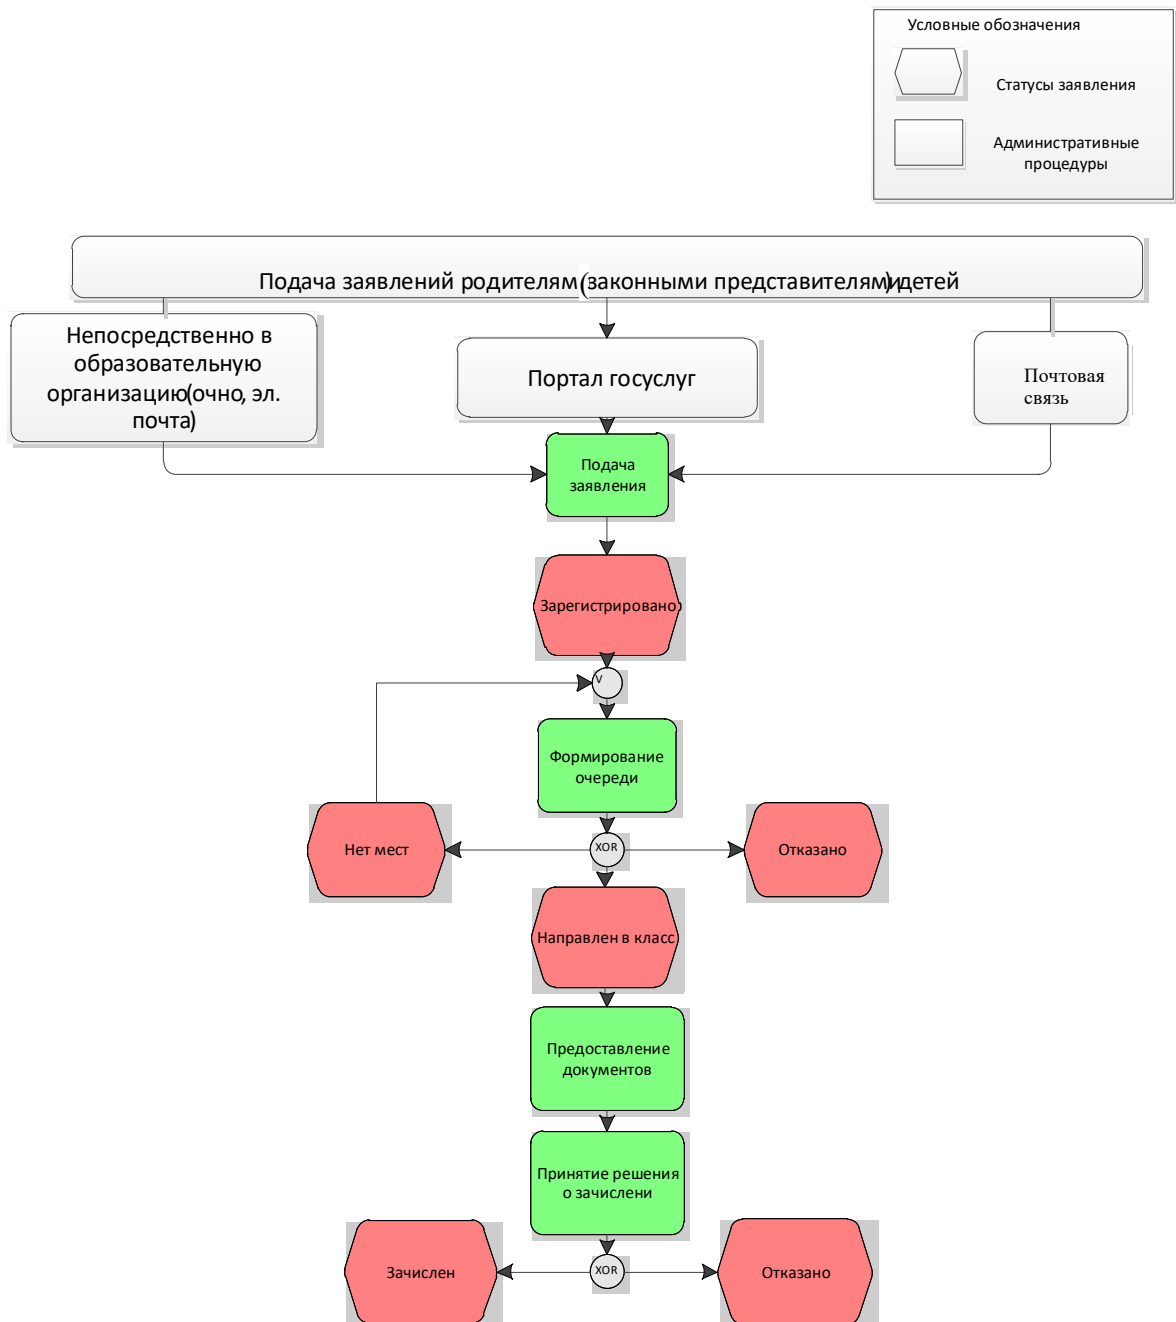 Условные обозначения
Статусы заявления
Административные
процедуры
Подача заявлений родителям(законными представителями)детей
Непосредственно в
образовательную
организацию(очно, эл.
почта)
Портал госуслуг
Почтовая
связь
Подача
заявления
Зарегистрировано
V
Формирование
очереди
Нет мест
XOR
Отказано
Направлен в класс
Предоставление
документов
Принятие решения
о зачислени
Зачислен
XOR
Отказано